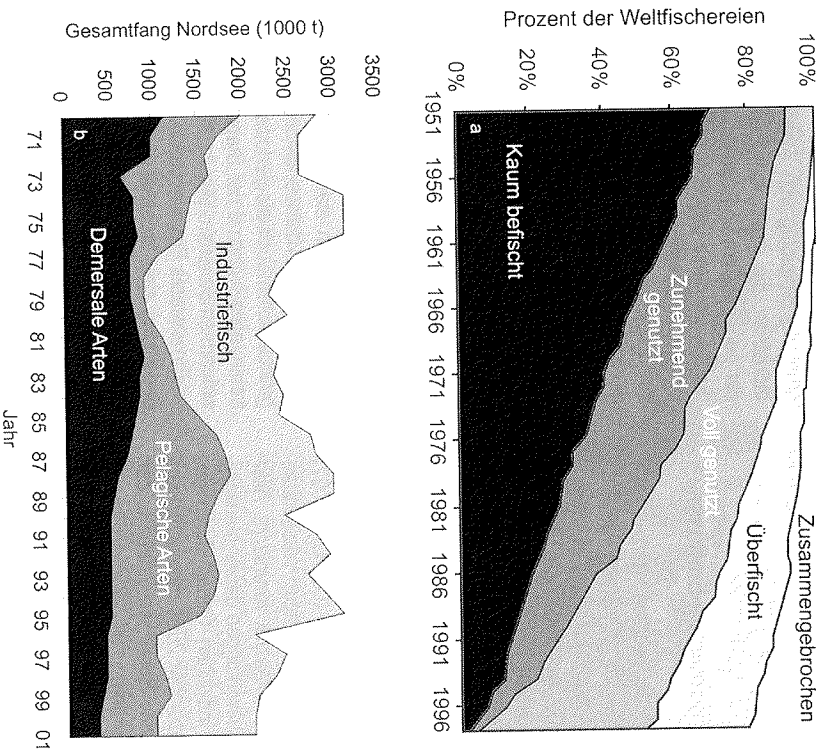 Prozent der Weltfischereien
100%
80%
60%
40%
20%
0%
Zusammengebrochen
Überfischt
Voll genutzt
Zunehmend
genutzt
Kaum befischt
a
1951 1956 1961 1966 1971 1976 1981 1986 1991 1996
Gesamtfang Nordsee (1000 t)
3500
3000
2500
2000
1500
1000
500
0
Industriefisch
Pelagische Arten
Demersale Arten
b
71 73 75 77 79 81 83 85 87 89 91 93 95 97 99 01
Jahr